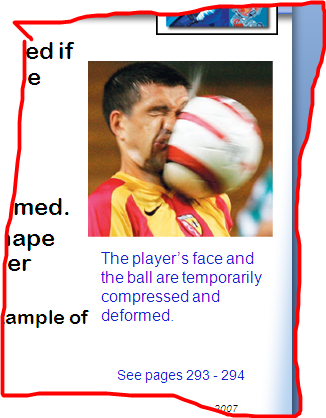 ed if
e
med.
hape
er
The player's face and
the ball are temporarily
compressed and
deformed.
ample of
See pages 293 - 294
2007